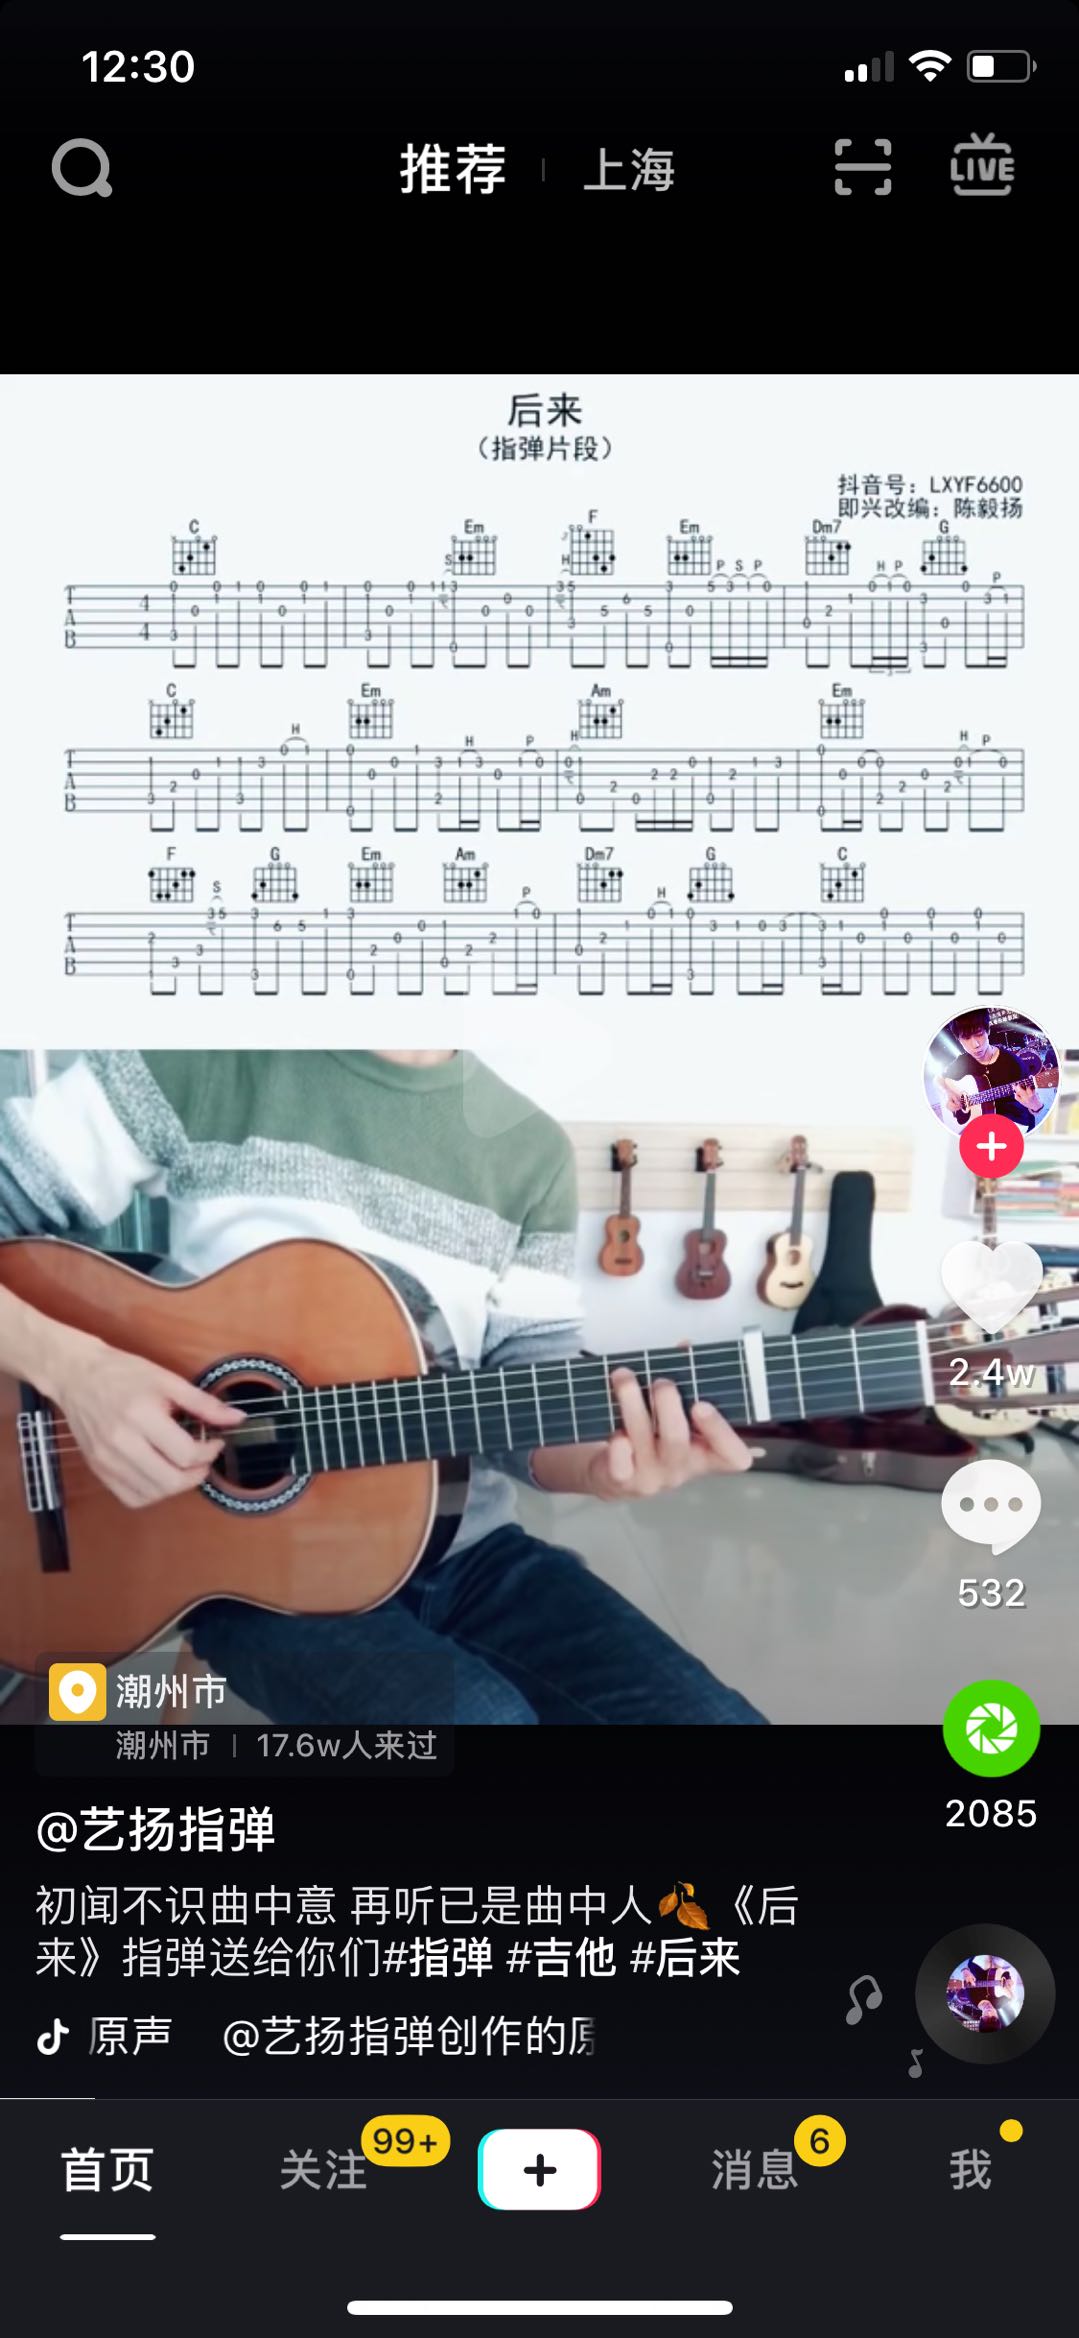 12:30
推荐 上海
LIVE
后来
（指弹片段）
抖音号：LXYF6600
即兴改编：陈毅扬
C Em F Em Dm7 G
C Em Am Em
F G Em Am Dm7 G C
2.4w
532
潮州市
潮州市 17.6w人来过
2085
@艺扬指弹
初闻不识曲中意 再听已是曲中人🍂《后
来》指弹送给你们#指弹 #吉他 #后来
原声 @艺扬指弹创作的原
首页 关注 99+ 消息 6 我